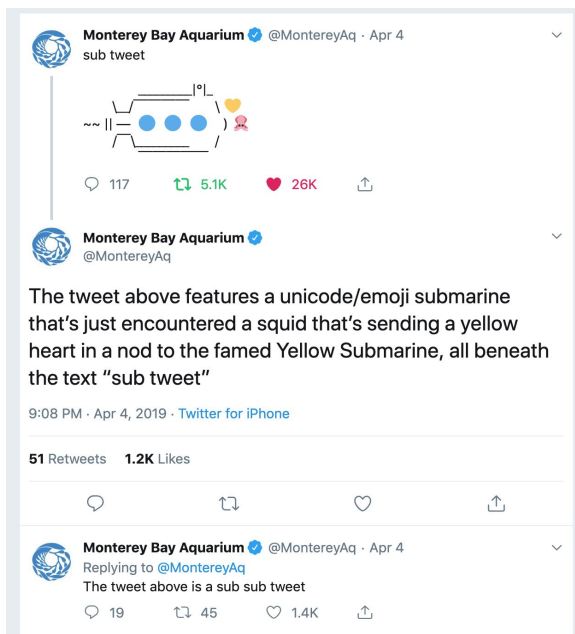 Monterey Bay Aquarium @MontereyAq · Apr 4
sub tweet
________|°|_
\_/‾‾‾‾‾‾‾‾‾‾‾‾ \ 💛
~~ || — 🔵 🔵 🔵 ) 🦑
/‾\_____________/
117 5.1K 26K
Monterey Bay Aquarium
@MontereyAq
The tweet above features a unicode/emoji submarine
that’s just encountered a squid that’s sending a yellow
heart in a nod to the famed Yellow Submarine, all beneath
the text “sub tweet”
9:08 PM · Apr 4, 2019 · Twitter for iPhone
51 Retweets 1.2K Likes
Monterey Bay Aquarium @MontereyAq · Apr 4
Replying to @MontereyAq
The tweet above is a sub sub tweet
19 45 1.4K